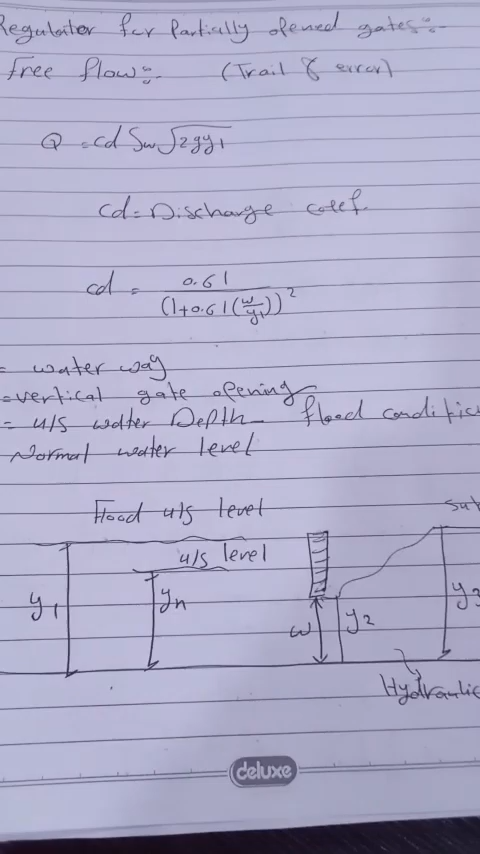 Regulator for Partially opened gates:-
Free flow:- (Trail & error)
Q = cd Sw √2gy1
cd = Discharge coef.
cd = 0.61 / (1+0.61(w/y1))²
= water way
= vertical gate opening
= u/s water Depth - flood conditio
Normal water level
Flood u/s level
u/s level
y1
yn
w
y2
y3
Hydraulic
deluxe